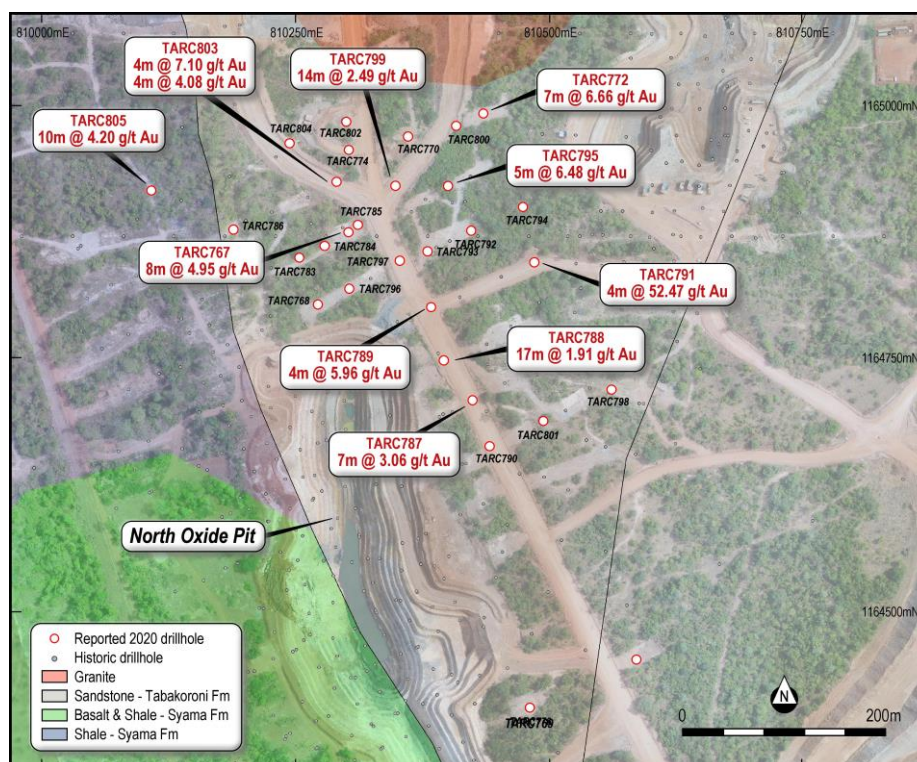 810000mE
810250mE
810500mE
810750mE
TARC803
4m @ 7.10 g/t Au
4m @ 4.08 g/t Au
TARC799
14m @ 2.49 g/t Au
TARC772
7m @ 6.66 g/t Au
1165000mN
TARC805
10m @ 4.20 g/t Au
TARC804
TARC802
TARC774
TARC770
TARC800
TARC795
5m @ 6.48 g/t Au
TARC786
TARC785
TARC794
TARC784
TARC792
TARC793
TARC767
8m @ 4.95 g/t Au
TARC783
TARC797
TARC791
4m @ 52.47 g/t Au
TARC768
TARC796
TARC788
17m @ 1.91 g/t Au
1164750mN
TARC789
4m @ 5.96 g/t Au
TARC798
TARC787
7m @ 3.06 g/t Au
TARC801
TARC790
North Oxide Pit
1164500mN
Reported 2020 drillhole
Historic drillhole
Granite
Sandstone - Tabakoroni Fm
Basalt & Shale - Syama Fm
Shale - Syama Fm
N
0
200m